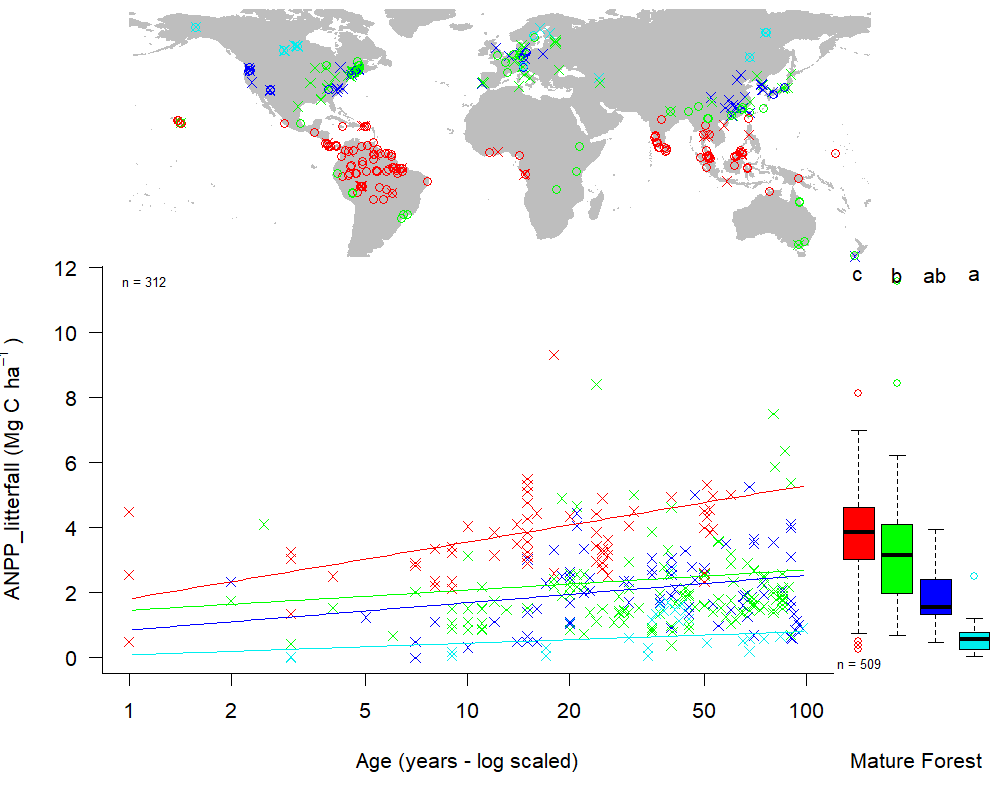 12
n = 312
c b ab a
10
8
6
4
2
0
ANPP_litterfall (Mg C ha⁻¹ )
n = 509
1 2 5 10 20 50 100
Age (years - log scaled) Mature Forest